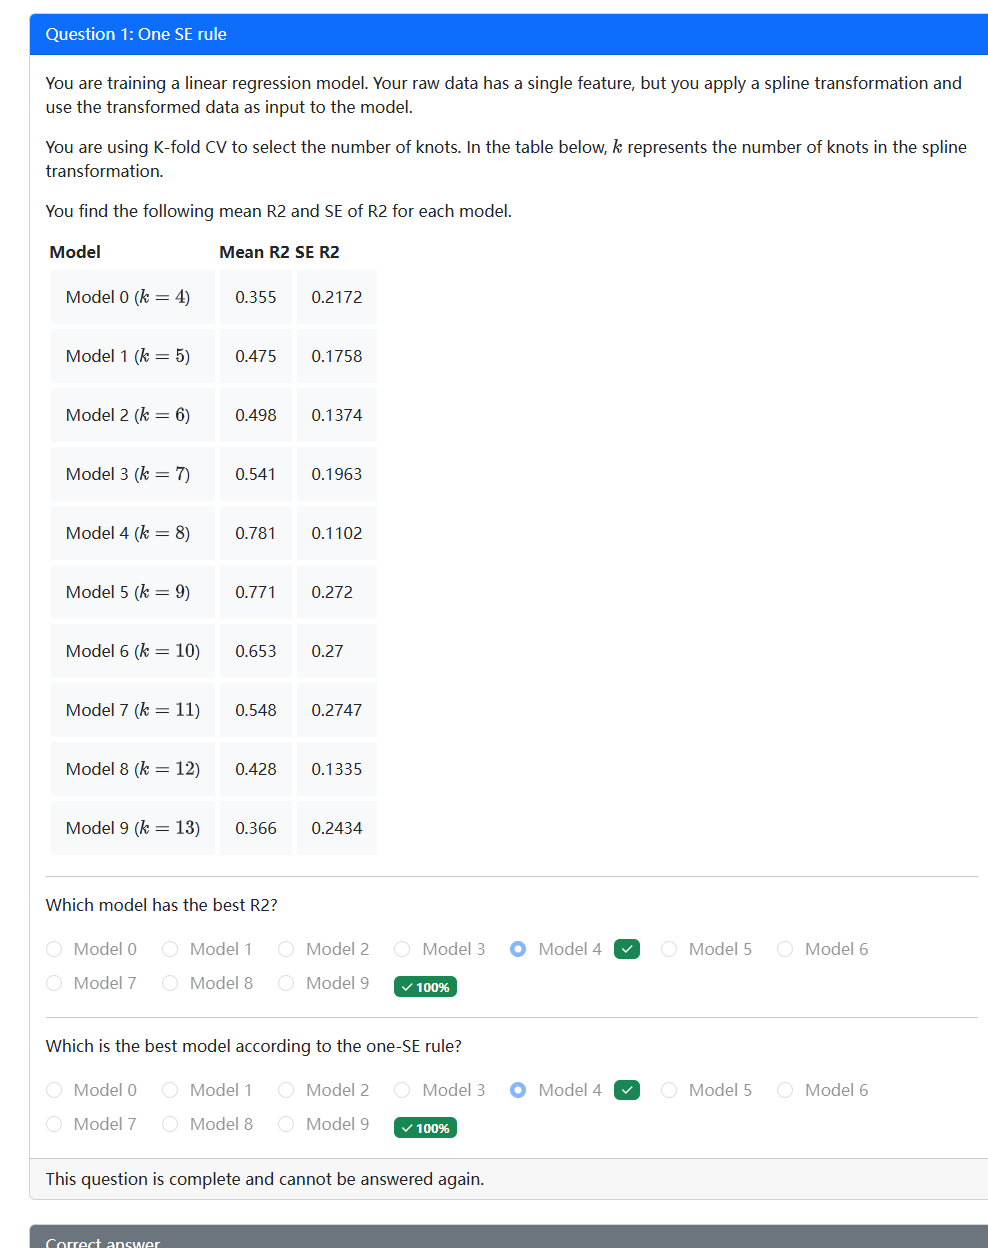 Question 1: One SE rule
You are training a linear regression model. Your raw data has a single feature, but you apply a spline transformation and
use the transformed data as input to the model.
You are using K-fold CV to select the number of knots. In the table below, k represents the number of knots in the spline
transformation.
You find the following mean R2 and SE of R2 for each model.
Model Mean R2 SE R2
Model 0 (k = 4) 0.355 0.2172
Model 1 (k = 5) 0.475 0.1758
Model 2 (k = 6) 0.498 0.1374
Model 3 (k = 7) 0.541 0.1963
Model 4 (k = 8) 0.781 0.1102
Model 5 (k = 9) 0.771 0.272
Model 6 (k = 10) 0.653 0.27
Model 7 (k = 11) 0.548 0.2747
Model 8 (k = 12) 0.428 0.1335
Model 9 (k = 13) 0.366 0.2434
Which model has the best R2?
Model 0 Model 1 Model 2 Model 3 Model 4 ✓ Model 5 Model 6
Model 7 Model 8 Model 9 ✓ 100%
Which is the best model according to the one-SE rule?
Model 0 Model 1 Model 2 Model 3 Model 4 ✓ Model 5 Model 6
Model 7 Model 8 Model 9 ✓ 100%
This question is complete and cannot be answered again.
Correct answer